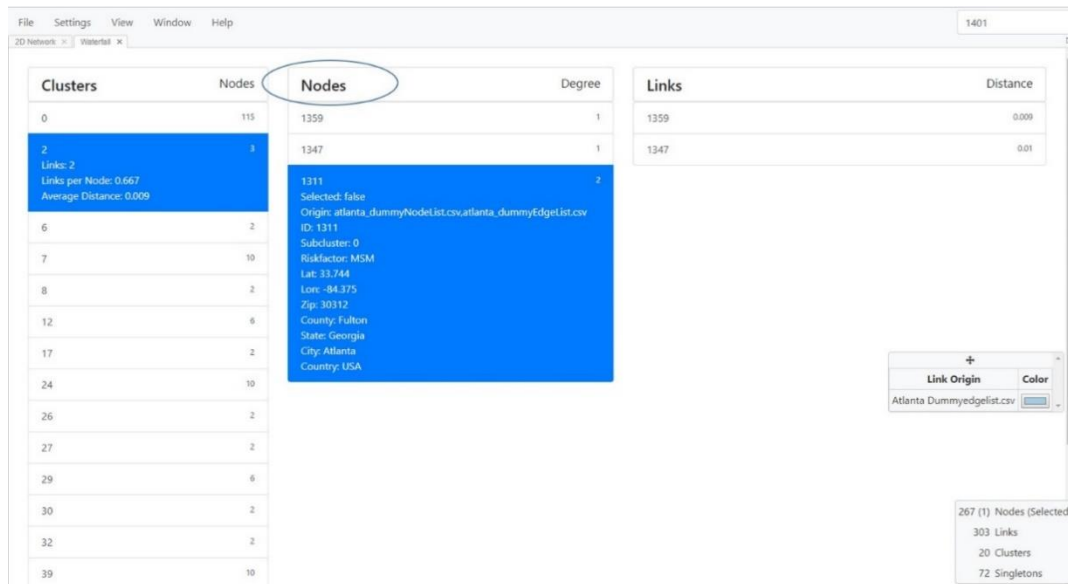 File Settings View Window Help
1401
2D Network × Waterfall ×
Clusters Nodes
0 115
2 3
Links: 2
Links per Node: 0.667
Average Distance: 0.009
6 2
7 10
8 2
12 6
17 2
24 10
26 2
27 2
29 6
30 2
32 2
39 10
Nodes Degree
1359 1
1347 1
1311 2
Selected: false
Origin: atlanta_dummyNodeList.csv,atlanta_dummyEdgeList.csv
ID: 1311
Subcluster: 0
Riskfactor: MSM
Lat: 33.744
Lon: -84.375
Zip: 30312
County: Fulton
State: Georgia
City: Atlanta
Country: USA
Links Distance
1359 0.009
1347 0.01
Link Origin Color
Atlanta Dummyedgelist.csv
267 (1) Nodes (Selected
303 Links
20 Clusters
72 Singletons